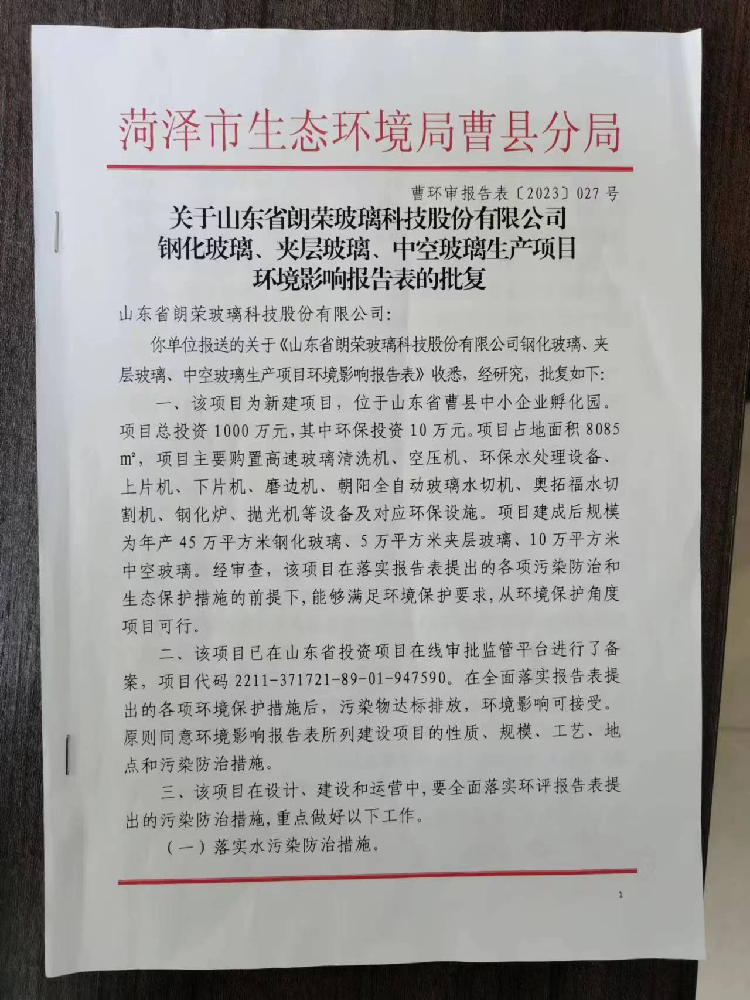 菏泽市生态环境局曹县分局
曹环审报告表〔2023〕027号
关于山东省朗荣玻璃科技股份有限公司
钢化玻璃、夹层玻璃、中空玻璃生产项目
环境影响报告表的批复
山东省朗荣玻璃科技股份有限公司:
你单位报送的关于《山东省朗荣玻璃科技股份有限公司钢化玻璃、夹
层玻璃、中空玻璃生产项目环境影响报告表》收悉，经研究，批复如下:
一、该项目为新建项目，位于山东省曹县中小企业孵化园。
项目总投资1000万元,其中环保投资10万元。项目占地面积8085
m²，项目主要购置高速玻璃清洗机、空压机、环保水处理设备、
上片机、下片机、磨边机、朝阳全自动玻璃水切机、奥拓福水切
割机、钢化炉、抛光机等设备及对应环保设施。项目建成后规模
为年产45万平方米钢化玻璃、5万平方米夹层玻璃、10万平方米
中空玻璃。经审查，该项目在落实报告表提出的各项污染防治和
生态保护措施的前提下,能够满足环境保护要求,从环境保护角度
项目可行。
二、该项目已在山东省投资项目在线审批监管平台进行了备
案，项目代码2211-371721-89-01-947590。在全面落实报告表提
出的各项环境保护措施后，污染物达标排放，环境影响可接受。
原则同意环境影响报告表所列建设项目的性质、规模、工艺、地
点和污染防治措施。
三、该项目在设计、建设和运营中,要全面落实环评报告表提
出的污染防治措施,重点做好以下工作。
（一）落实水污染防治措施。
1